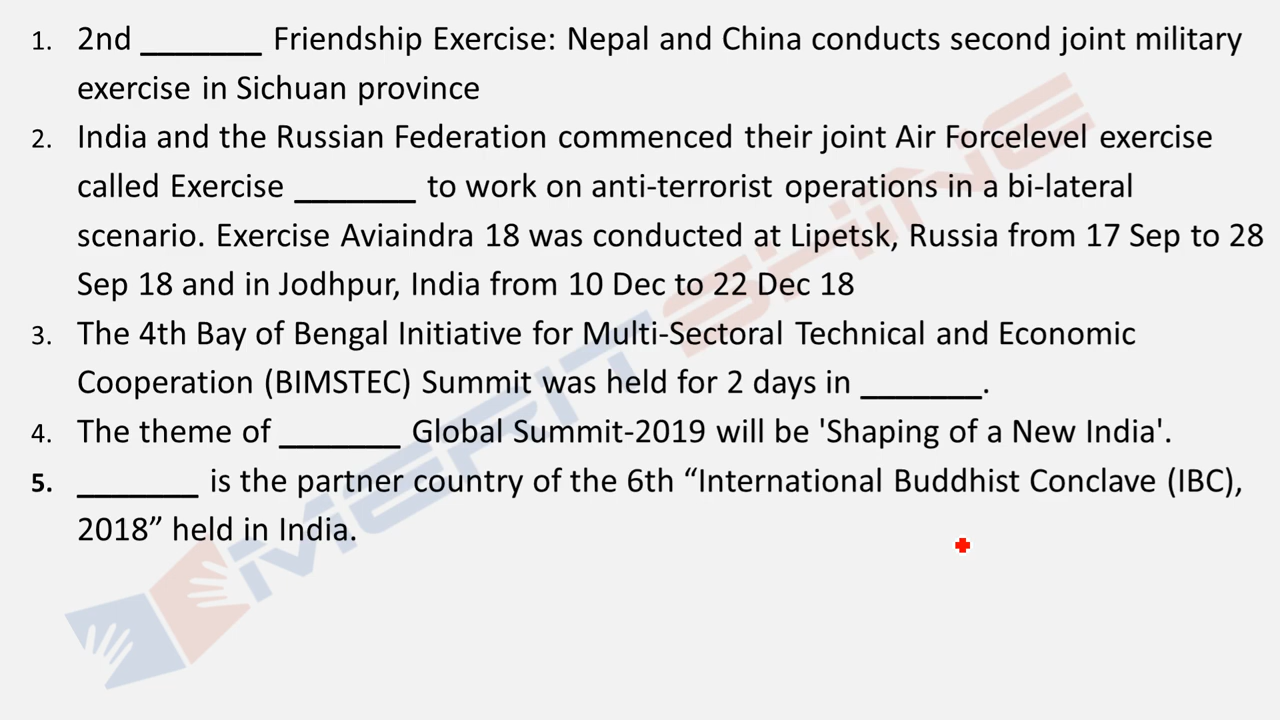 1. 2nd _______ Friendship Exercise: Nepal and China conducts second joint military
exercise in Sichuan province
2. India and the Russian Federation commenced their joint Air Forcelevel exercise
called Exercise _______ to work on anti-terrorist operations in a bi-lateral
scenario. Exercise Aviaindra 18 was conducted at Lipetsk, Russia from 17 Sep to 28
Sep 18 and in Jodhpur, India from 10 Dec to 22 Dec 18
3. The 4th Bay of Bengal Initiative for Multi-Sectoral Technical and Economic
Cooperation (BIMSTEC) Summit was held for 2 days in _______.
4. The theme of _______ Global Summit-2019 will be 'Shaping of a New India'.
5. _______ is the partner country of the 6th “International Buddhist Conclave (IBC),
2018” held in India.
MERIT SHINE